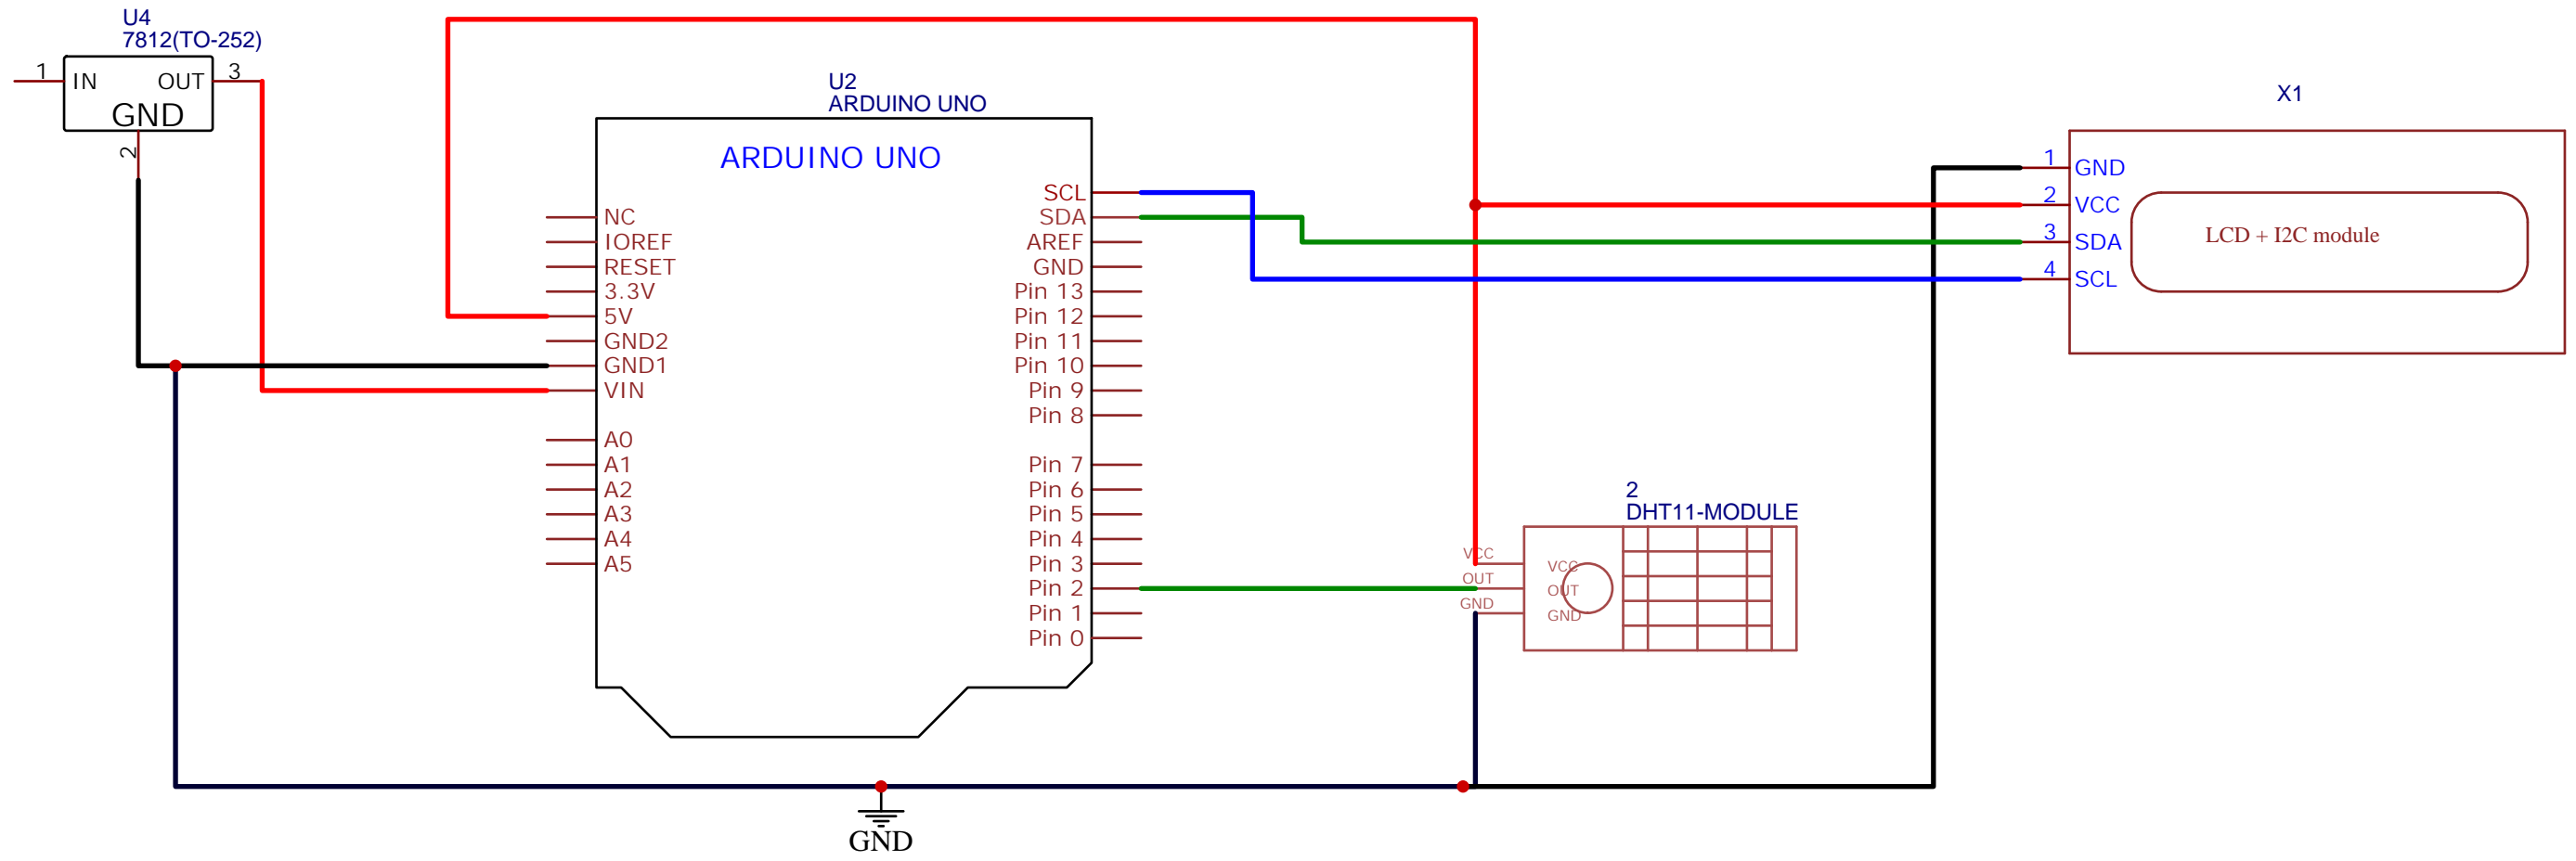 U4
7812(TO-252)
1
IN
OUT
3
GND
2
U2
ARDUINO UNO
ARDUINO UNO
NC
IOREF
RESET
3.3V
5V
GND2
GND1
VIN
A0
A1
A2
A3
A4
A5
SCL
SDA
AREF
GND
Pin 13
Pin 12
Pin 11
Pin 10
Pin 9
Pin 8
Pin 7
Pin 6
Pin 5
Pin 4
Pin 3
Pin 2
Pin 1
Pin 0
X1
1 GND
2 VCC
3 SDA
4 SCL
LCD + I2C module
2
DHT11-MODULE
VCC
OUT
GND
VCC
OUT
GND
GND